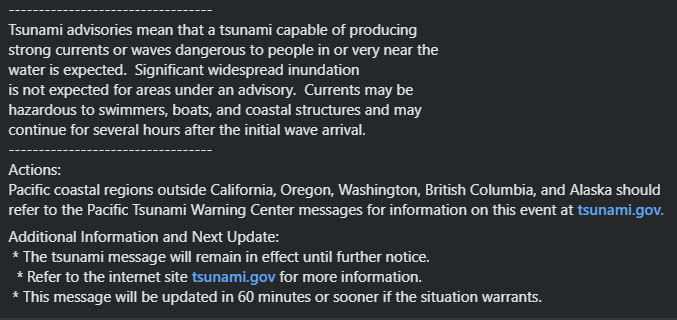 ----------------------------------
Tsunami advisories mean that a tsunami capable of producing
strong currents or waves dangerous to people in or very near the
water is expected.  Significant widespread inundation
is not expected for areas under an advisory.  Currents may be
hazardous to swimmers, boats, and coastal structures and may
continue for several hours after the initial wave arrival.
----------------------------------
Actions:
Pacific coastal regions outside California, Oregon, Washington, British Columbia, and Alaska should
refer to the Pacific Tsunami Warning Center messages for information on this event at tsunami.gov.
Additional Information and Next Update:
* The tsunami message will remain in effect until further notice.
* Refer to the internet site tsunami.gov for more information.
* This message will be updated in 60 minutes or sooner if the situation warrants.